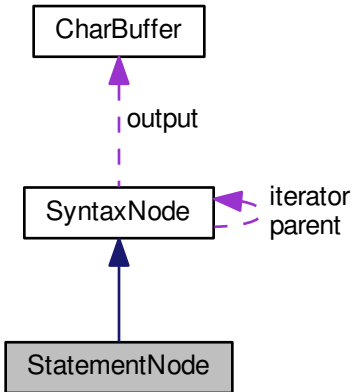 CharBuffer
output
SyntaxNode
iterator
parent
StatementNode